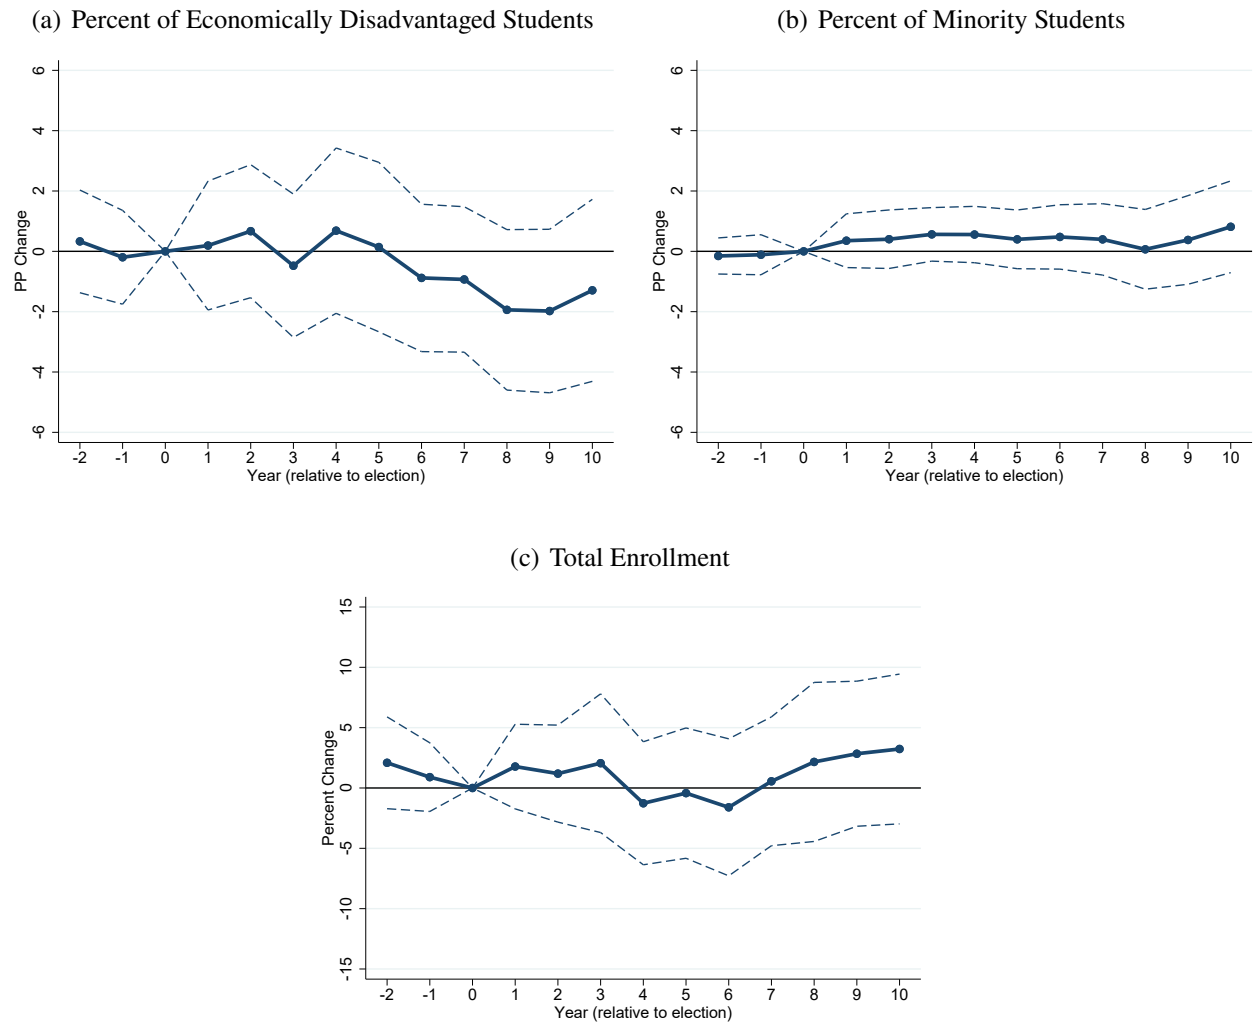 (a) Percent of Economically Disadvantaged Students
6
4
2
0
-2
-4
-6
PP Change
-2 -1 0 1 2 3 4 5 6 7 8 9 10
Year (relative to election)
(b) Percent of Minority Students
6
4
2
0
-2
-4
-6
PP Change
-2 -1 0 1 2 3 4 5 6 7 8 9 10
Year (relative to election)
(c) Total Enrollment
15
10
5
0
-5
-10
-15
Percent Change
-2 -1 0 1 2 3 4 5 6 7 8 9 10
Year (relative to election)